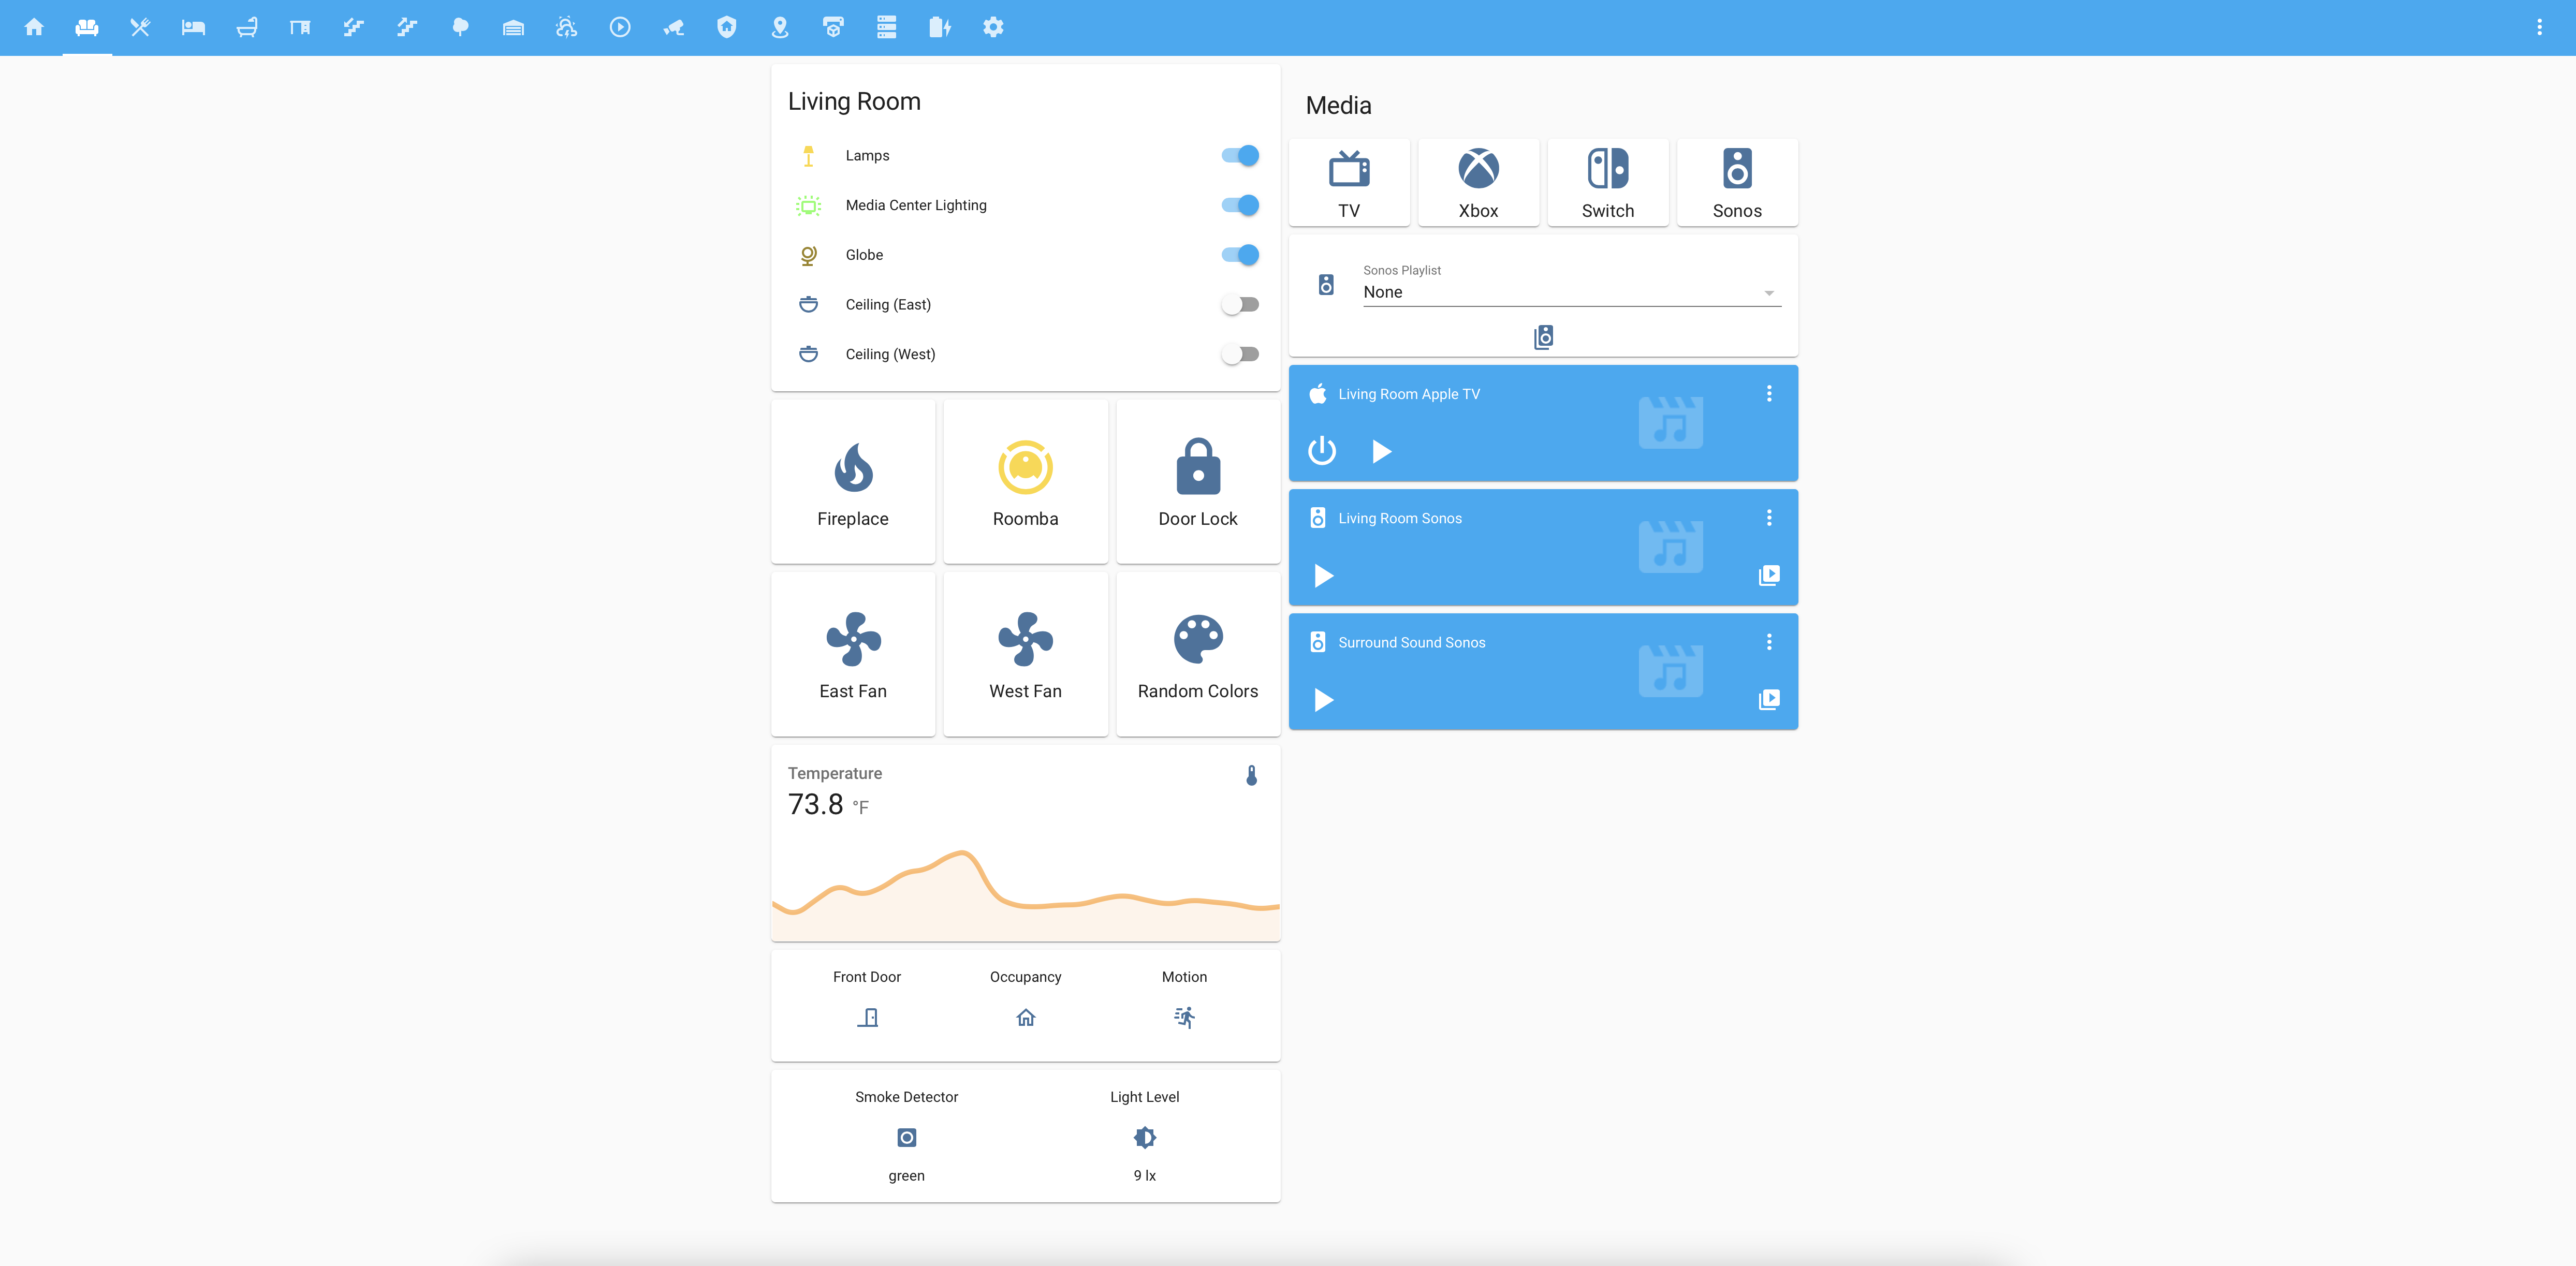 Living Room
Lamps
Media Center Lighting
Globe
Ceiling (East)
Ceiling (West)
Fireplace
Roomba
Door Lock
East Fan
West Fan
Random Colors
Temperature
73.8 °F
Front Door
Occupancy
Motion
Smoke Detector
Light Level
green
9 lx
Media
TV
Xbox
Switch
Sonos
Sonos Playlist
None
Living Room Apple TV
Living Room Sonos
Surround Sound Sonos